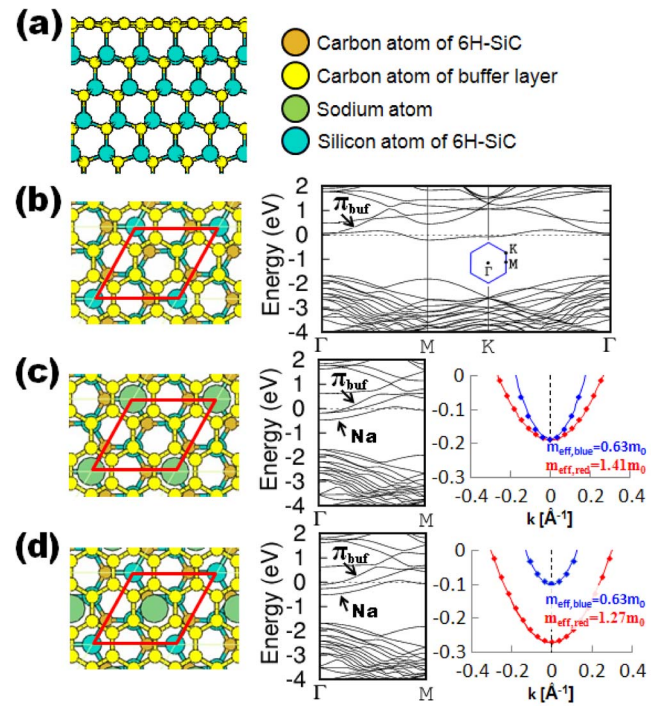 (a)
Carbon atom of 6H-SiC
Carbon atom of buffer layer
Sodium atom
Silicon atom of 6H-SiC
(b)
Energy (eV)
2
1
0
-1
-2
-3
-4
πbuf
K
M
Γ
Γ M K Γ
(c)
Energy (eV)
2
1
0
-1
-2
-3
-4
πbuf
Na
Γ M
0
-0.1
-0.2
-0.3
meff,blue=0.63m0
meff,red=1.41m0
-0.4 -0.2 0 0.2 0.4
k [Å-1]
(d)
Energy (eV)
2
1
0
-1
-2
-3
-4
πbuf
Na
Γ M
0
-0.1
-0.2
-0.3
meff,blue=0.63m0
meff,red=1.27m0
-0.4 -0.2 0 0.2 0.4
k [Å-1]